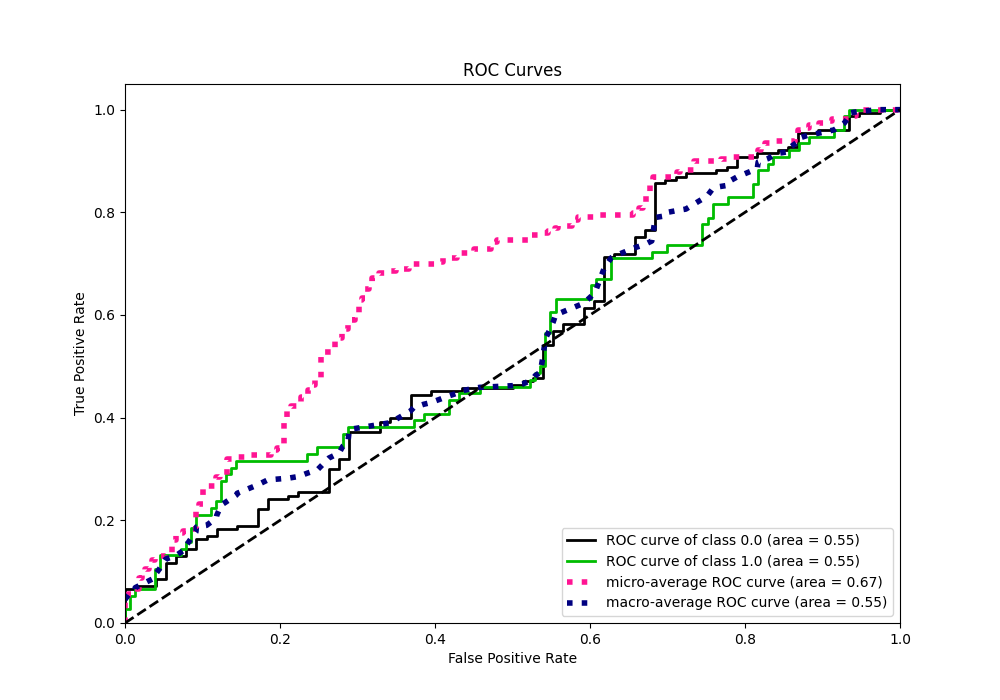 ROC Curves
True Positive Rate
1.0
0.8
0.6
0.4
0.2
0.0
ROC curve of class 0.0 (area = 0.55)
ROC curve of class 1.0 (area = 0.55)
micro-average ROC curve (area = 0.67)
macro-average ROC curve (area = 0.55)
0.0 0.2 0.4 0.6 0.8 1.0
False Positive Rate